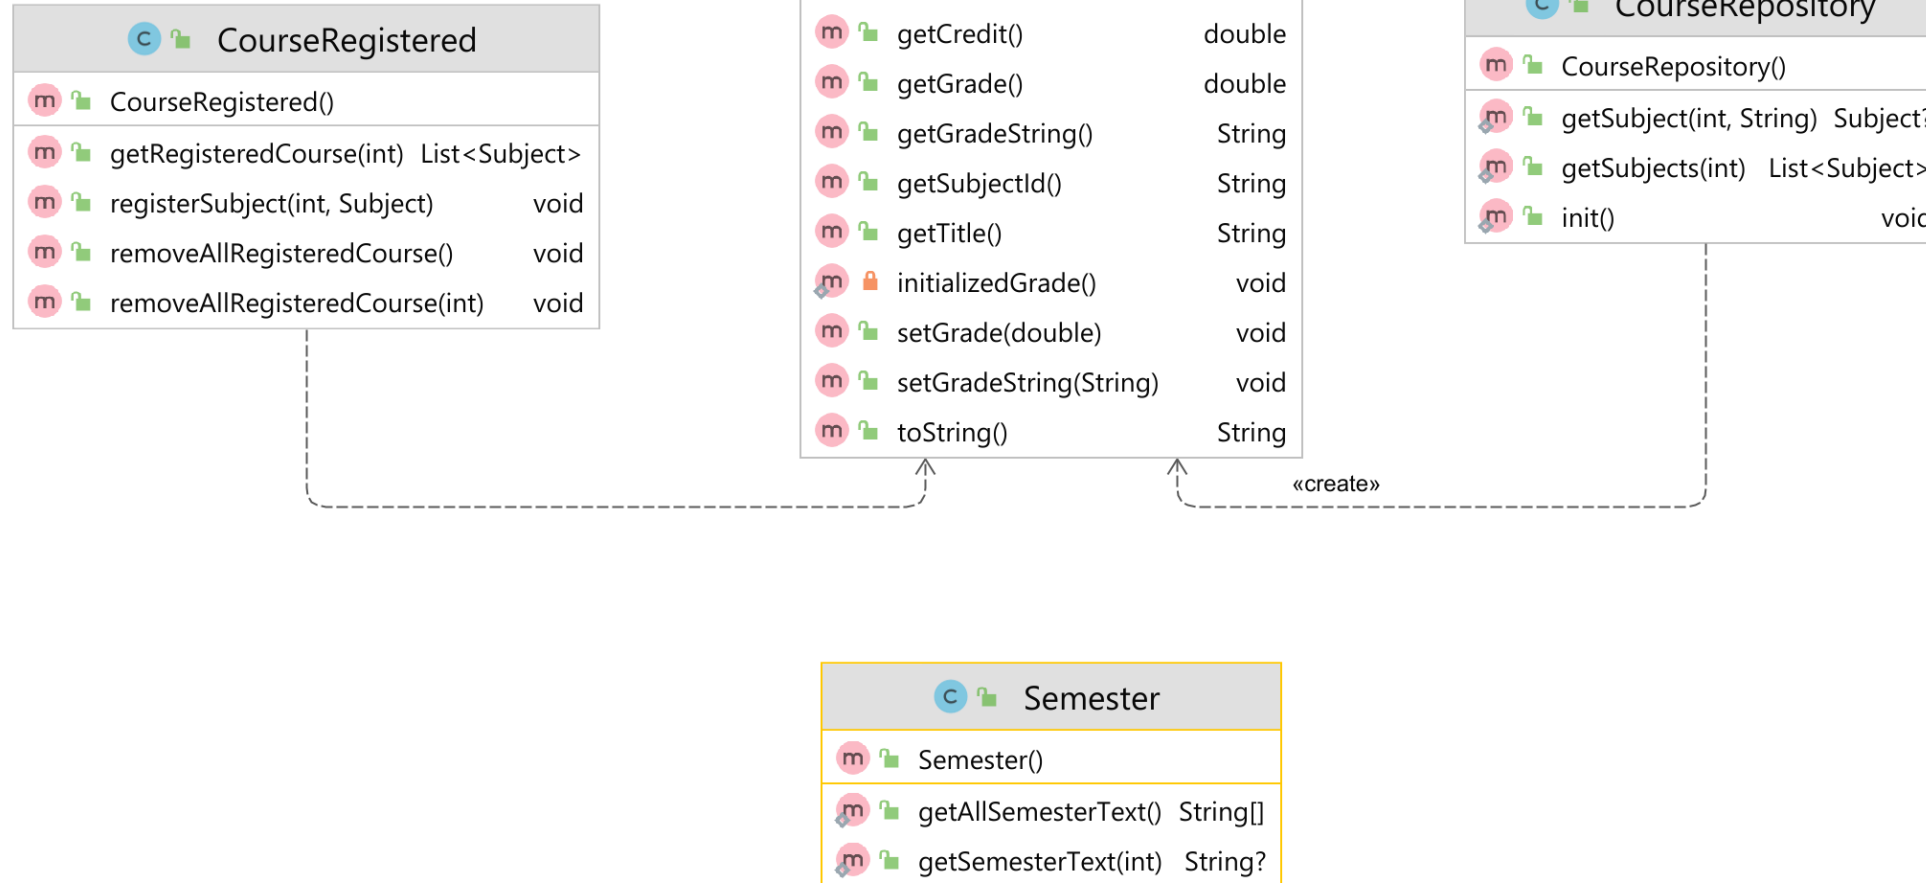 CourseRegistered
CourseRegistered()
getRegisteredCourse(int) List<Subject>
registerSubject(int, Subject) void
removeAllRegisteredCourse() void
removeAllRegisteredCourse(int) void
getCredit() double
getGrade() double
getGradeString() String
getSubjectId() String
getTitle() String
initializedGrade() void
setGrade(double) void
setGradeString(String) void
toString() String
CourseRepository
CourseRepository()
getSubject(int, String) Subject?
getSubjects(int) List<Subject>
init() void
«create»
Semester
Semester()
getAllSemesterText() String[]
getSemesterText(int) String?